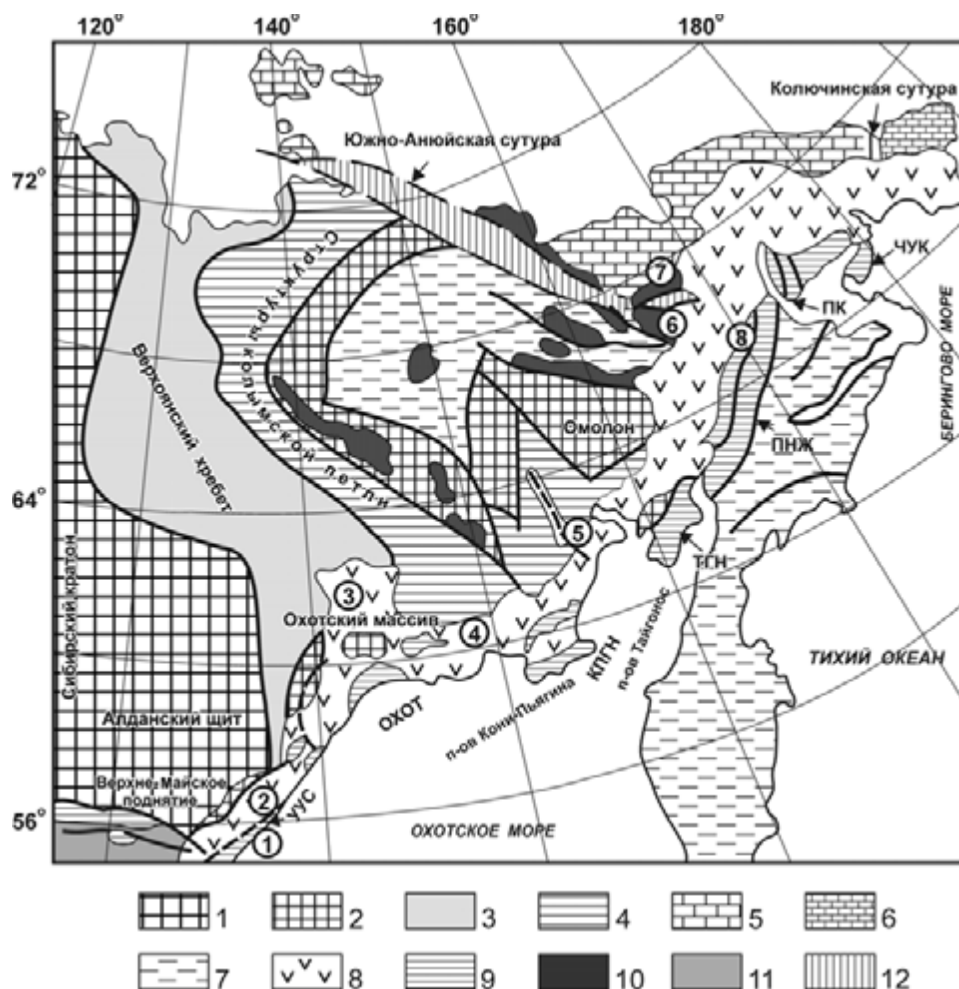 120° 140° 160° 180°
Колючинская сутура
Южно-Анюйская сутура
72°
Структуры колымской петли
ЧУК
7
ПК
6
8
Верхоянский хребет
БЕРИНГОВО МОРЕ
Омолон
ПНЖ
64°
5
ТГН
3
Охотский массив
4
Сибирский кратон
КПГН
п-ов Тайгонос
ТИХИЙ ОКЕАН
ОХОТ
п-ов Кони-Пьягина
Алданский щит
Верхне-Майское
поднятие
2
УУС
56°
1
ОХОТСКОЕ МОРЕ
1 2 3 4 5 6
7 8 9 10 11 12